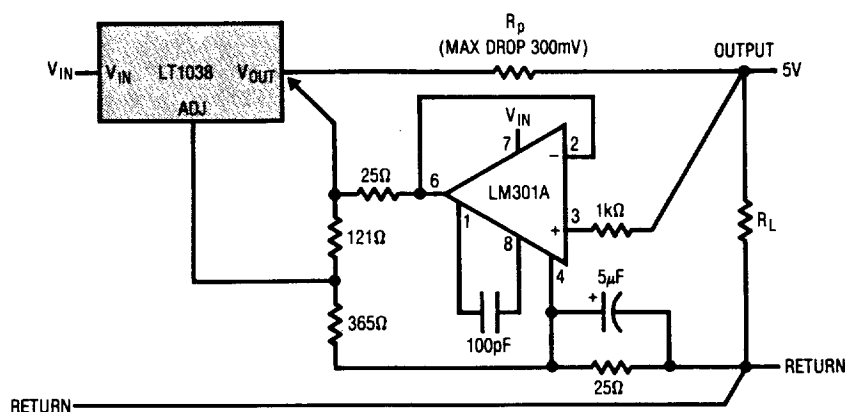 Rp
(MAX DROP 300mV)
OUTPUT
5V
VIN
VIN
LT1038
VOUT
ADJ
VIN
7
2
−
25Ω
6
LM301A
1
8
3
+
1kΩ
4
RL
121Ω
365Ω
100pF
5μF
+
25Ω
RETURN
RETURN